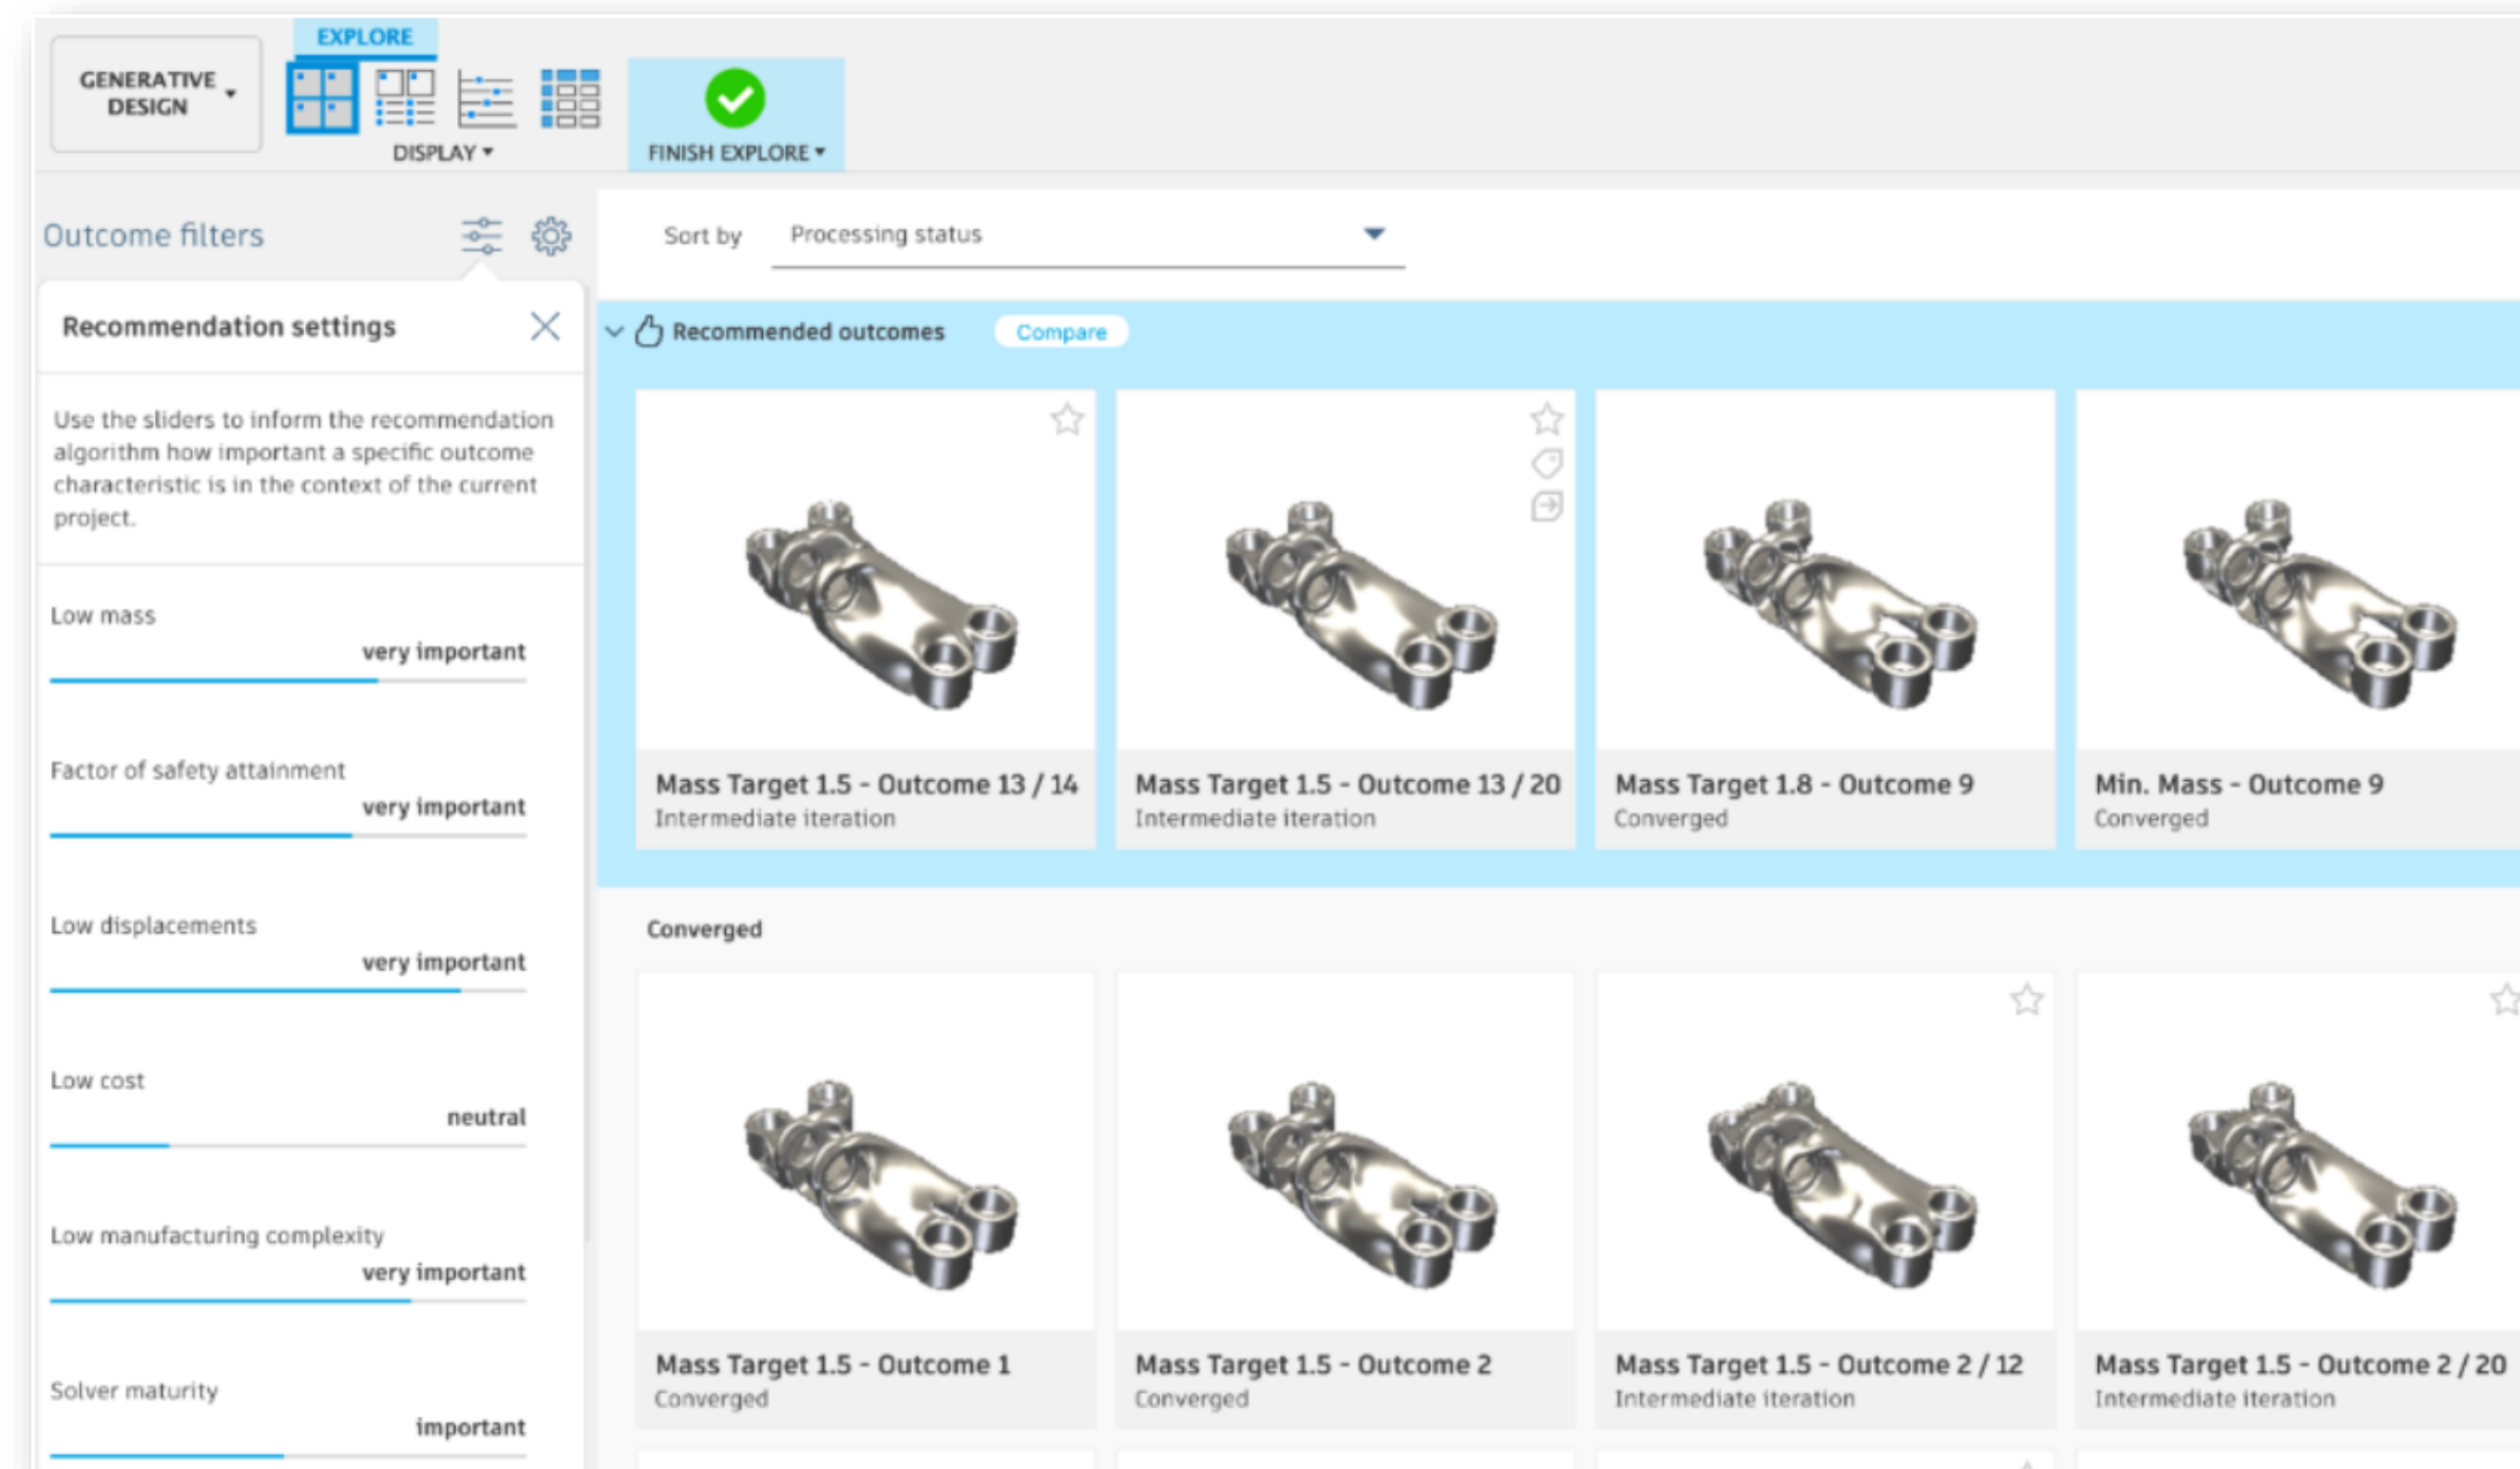 EXPLORE
GENERATIVE
DESIGN
DISPLAY
FINISH EXPLORE
Outcome filters
Sort by Processing status
Recommendation settings
Use the sliders to inform the recommendation
algorithm how important a specific outcome
characteristic is in the context of the current
project.
Low mass
very important
Factor of safety attainment
very important
Low displacements
very important
Low cost
neutral
Low manufacturing complexity
very important
Solver maturity
important
Recommended outcomes Compare
Mass Target 1.5 - Outcome 13 / 14
Intermediate iteration
Mass Target 1.5 - Outcome 13 / 20
Intermediate iteration
Mass Target 1.8 - Outcome 9
Converged
Min. Mass - Outcome 9
Converged
Converged
Mass Target 1.5 - Outcome 1
Converged
Mass Target 1.5 - Outcome 2
Converged
Mass Target 1.5 - Outcome 2 / 12
Intermediate iteration
Mass Target 1.5 - Outcome 2 / 20
Intermediate iteration